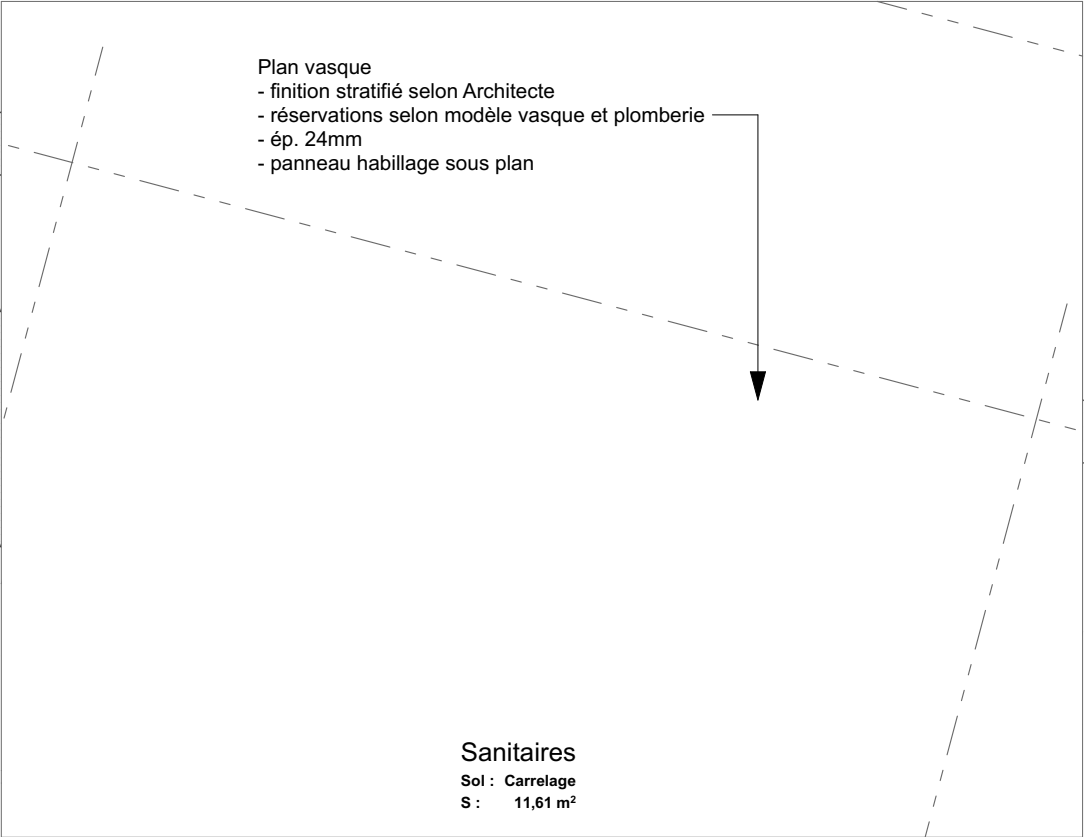 Plan vasque
- finition stratifié selon Architecte
- réservations selon modèle vasque et plomberie
- ép. 24mm
- panneau habillage sous plan
Sanitaires
Sol : Carrelage
S : 11,61 m²